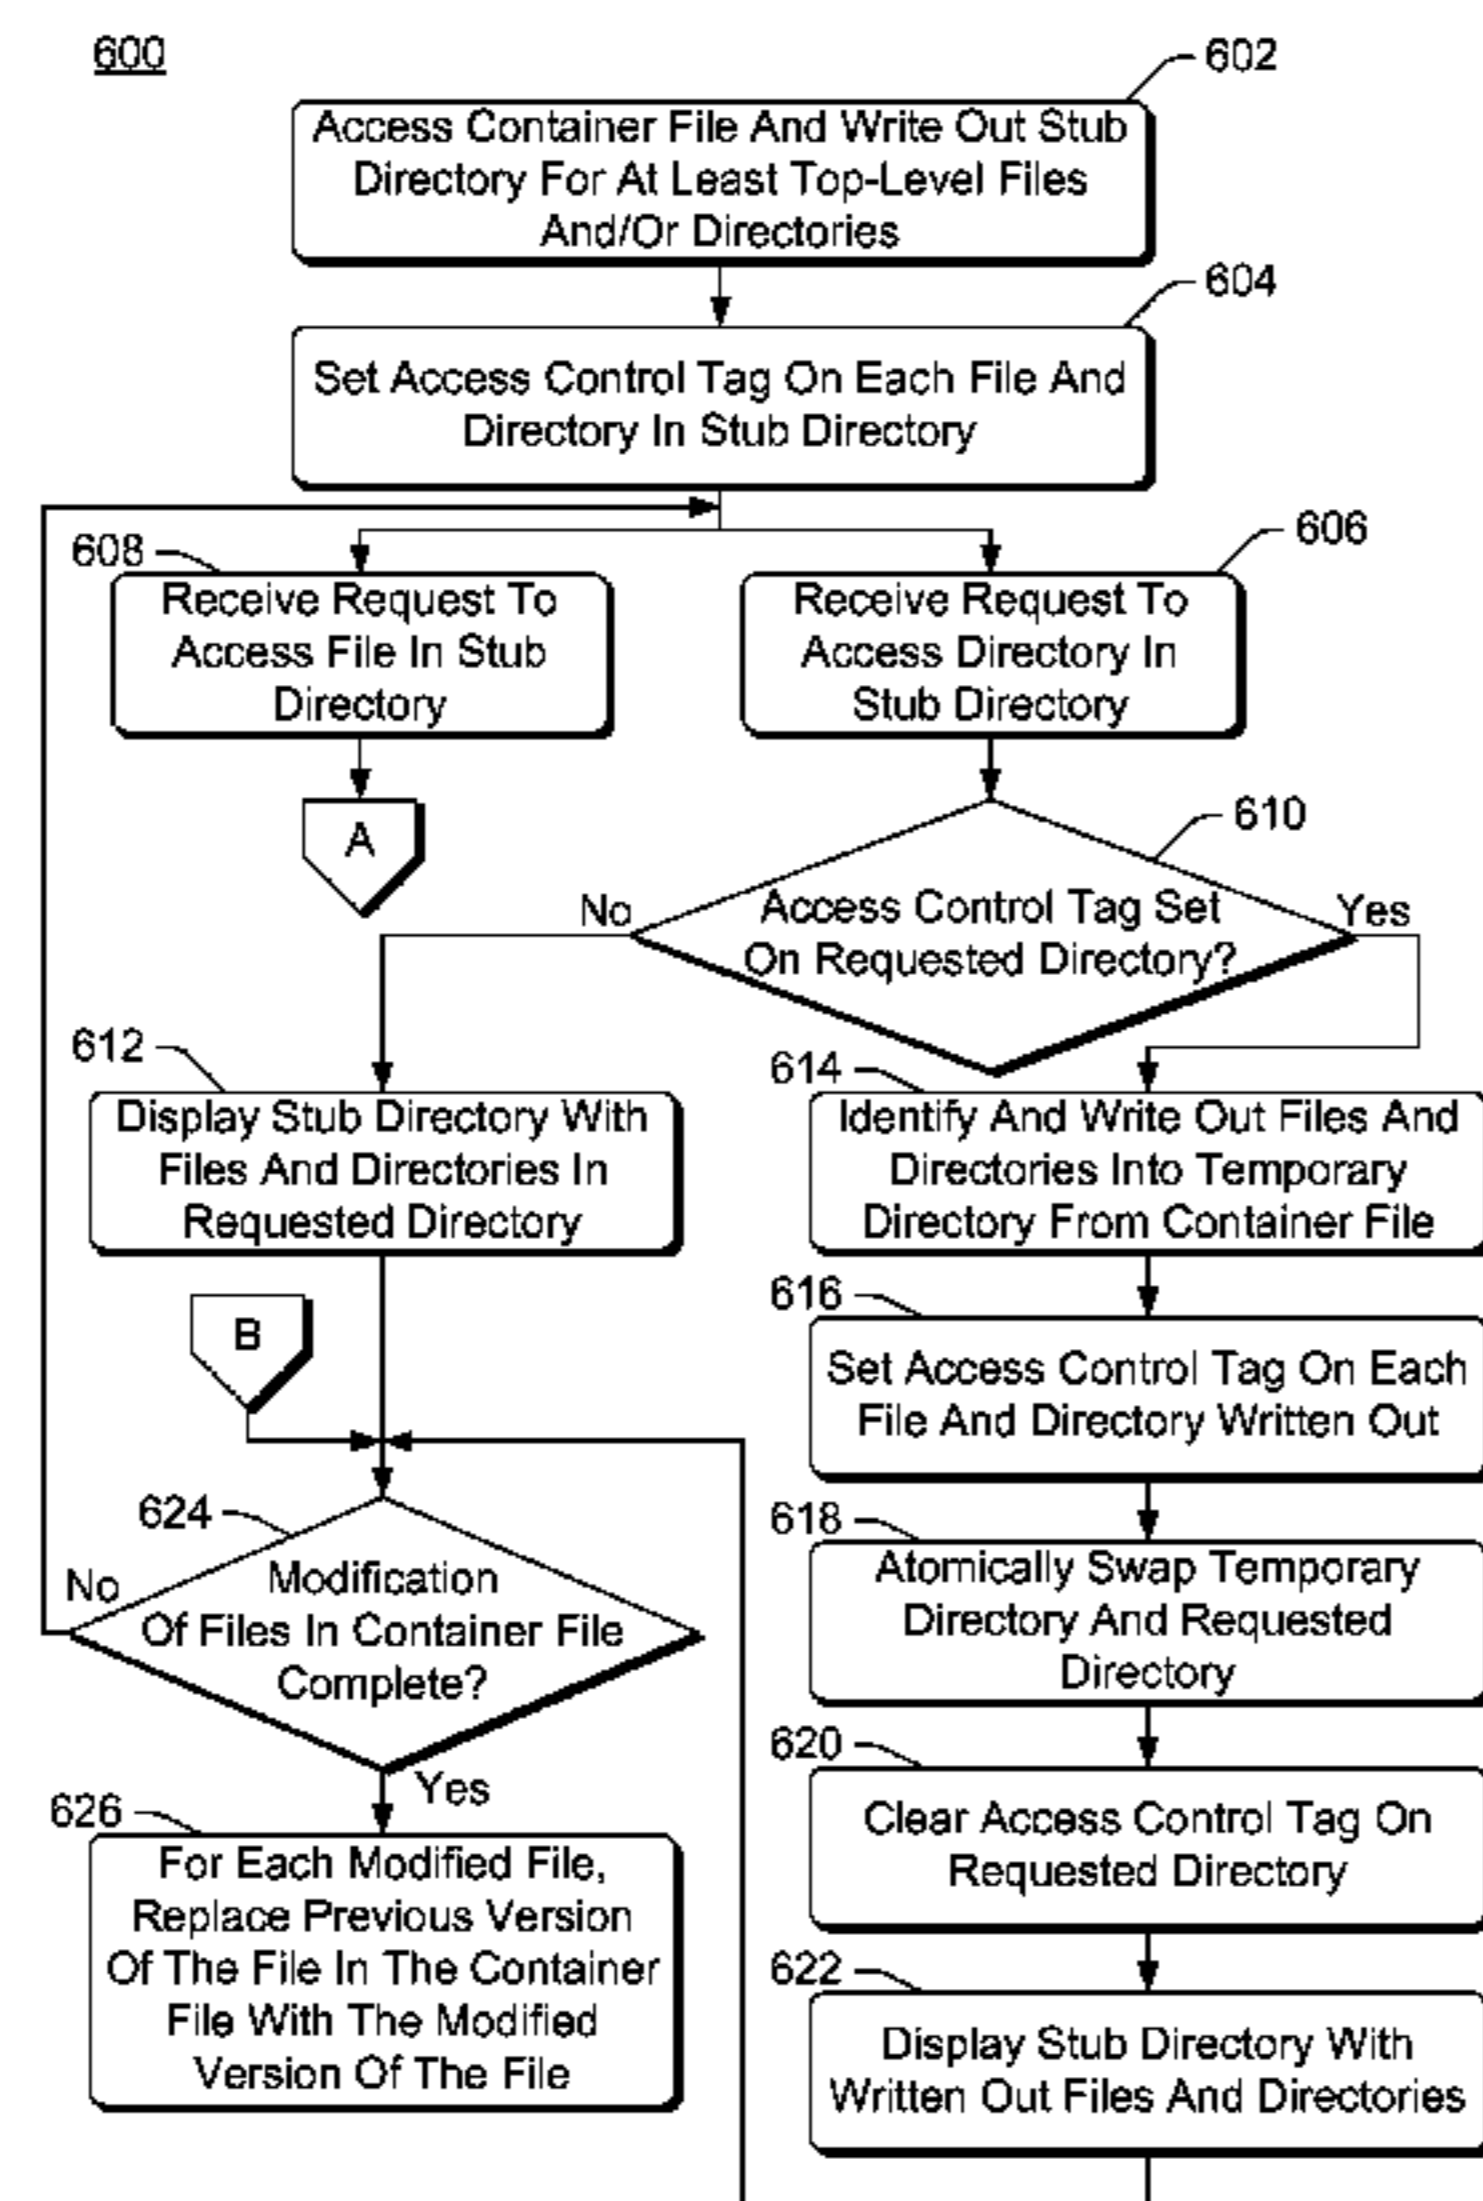 600
602
Access Container File And Write Out Stub
Directory For At Least Top-Level Files
And/Or Directories
604
Set Access Control Tag On Each File And
Directory In Stub Directory
608
Receive Request To
Access File In Stub
Directory
606
Receive Request To
Access Directory In
Stub Directory
A
610
Access Control Tag Set
On Requested Directory?
No
Yes
612
Display Stub Directory With
Files And Directories In
Requested Directory
614
Identify And Write Out Files And
Directories Into Temporary
Directory From Container File
B
616
Set Access Control Tag On Each
File And Directory Written Out
624
Modification
Of Files In Container File
Complete?
No
Yes
618
Atomically Swap Temporary
Directory And Requested
Directory
620
Clear Access Control Tag On
Requested Directory
626
For Each Modified File,
Replace Previous Version
Of The File In The Container
File With The Modified
Version Of The File
622
Display Stub Directory With
Written Out Files And Directories